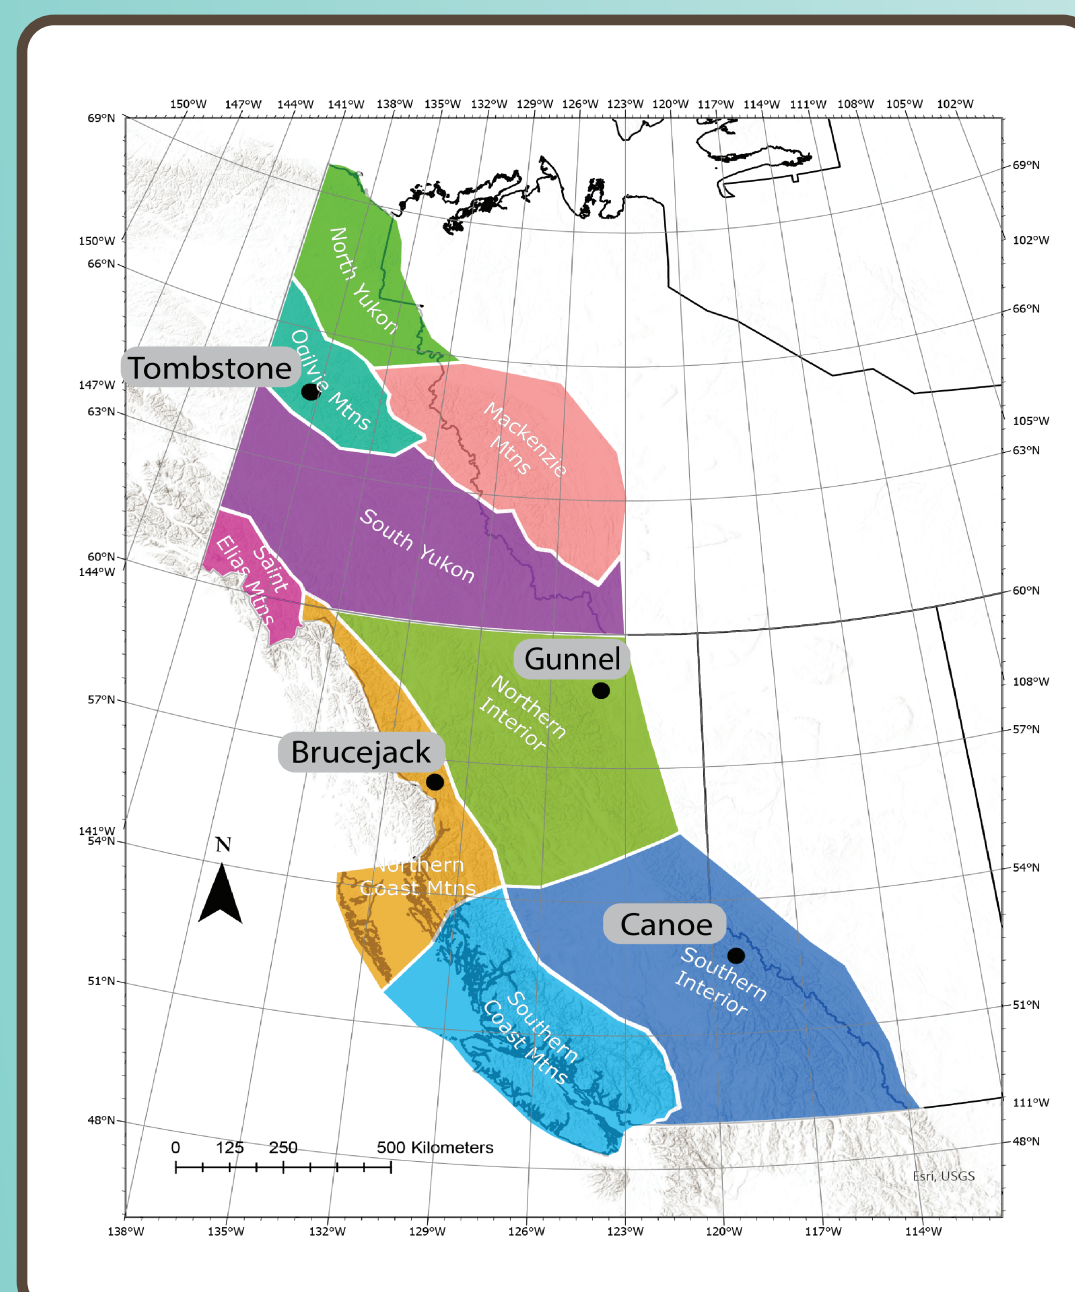 150°W 147°W 144°W 141°W 138°W 135°W 132°W 129°W 126°W 123°W 120°W 117°W 114°W 111°W 108°W 105°W 102°W
69°N
69°N
150°W
102°W
66°N
66°N
North Yukon
Ogilvie Mtns
Tombstone
147°W
63°N
Mackenzie
Mtns
105°W
63°N
South Yukon
60°N
144°W
Saint
Elias Mtns
60°N
Gunnel
Northern
Interior
57°N
108°W
57°N
Brucejack
141°W
54°N
N
Northern
Coast Mtns
54°N
Canoe
Southern
Interior
51°N
51°N
Southern
Coast Mtns
48°N
111°W
48°N
0 125 250 500 Kilometers
Esri, USGS
138°W 135°W 132°W 129°W 126°W 123°W 120°W 117°W 114°W